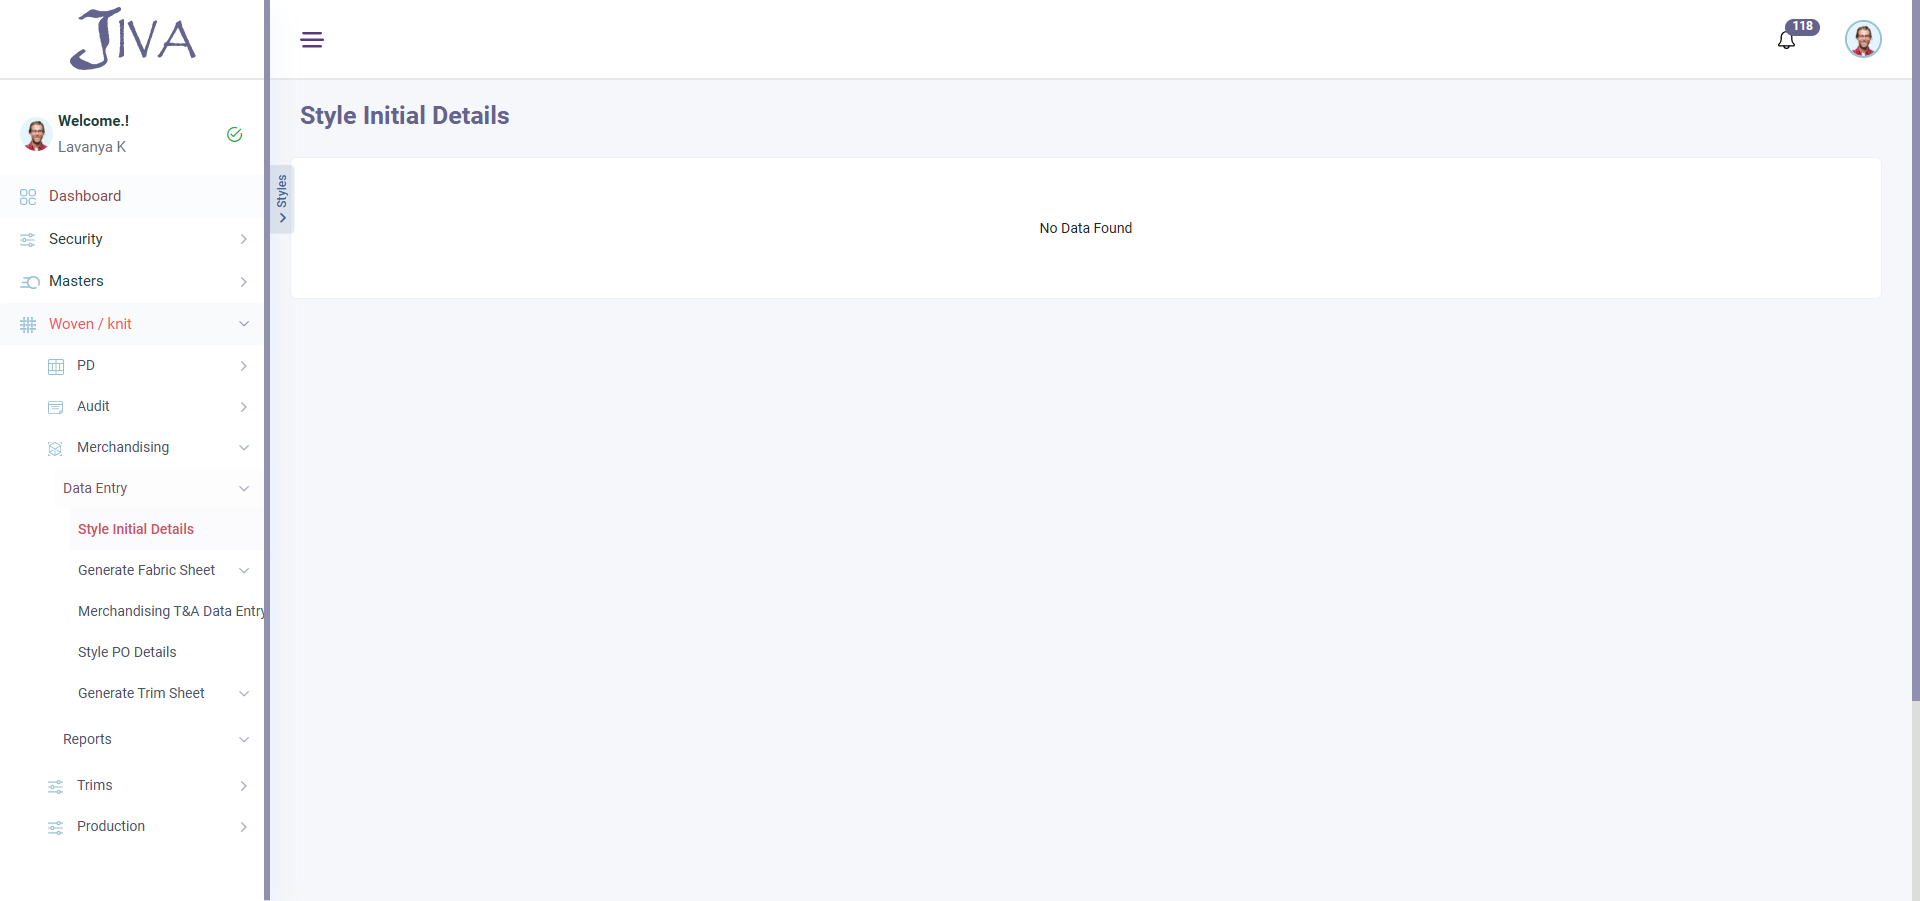 JIVA
118
Welcome.!
Lavanya K
Dashboard
Security
Masters
Woven / knit
PD
Audit
Merchandising
Data Entry
Style Initial Details
Generate Fabric Sheet
Merchandising T&A Data Entry
Style PO Details
Generate Trim Sheet
Reports
Trims
Production
Style Initial Details
Styles
No Data Found